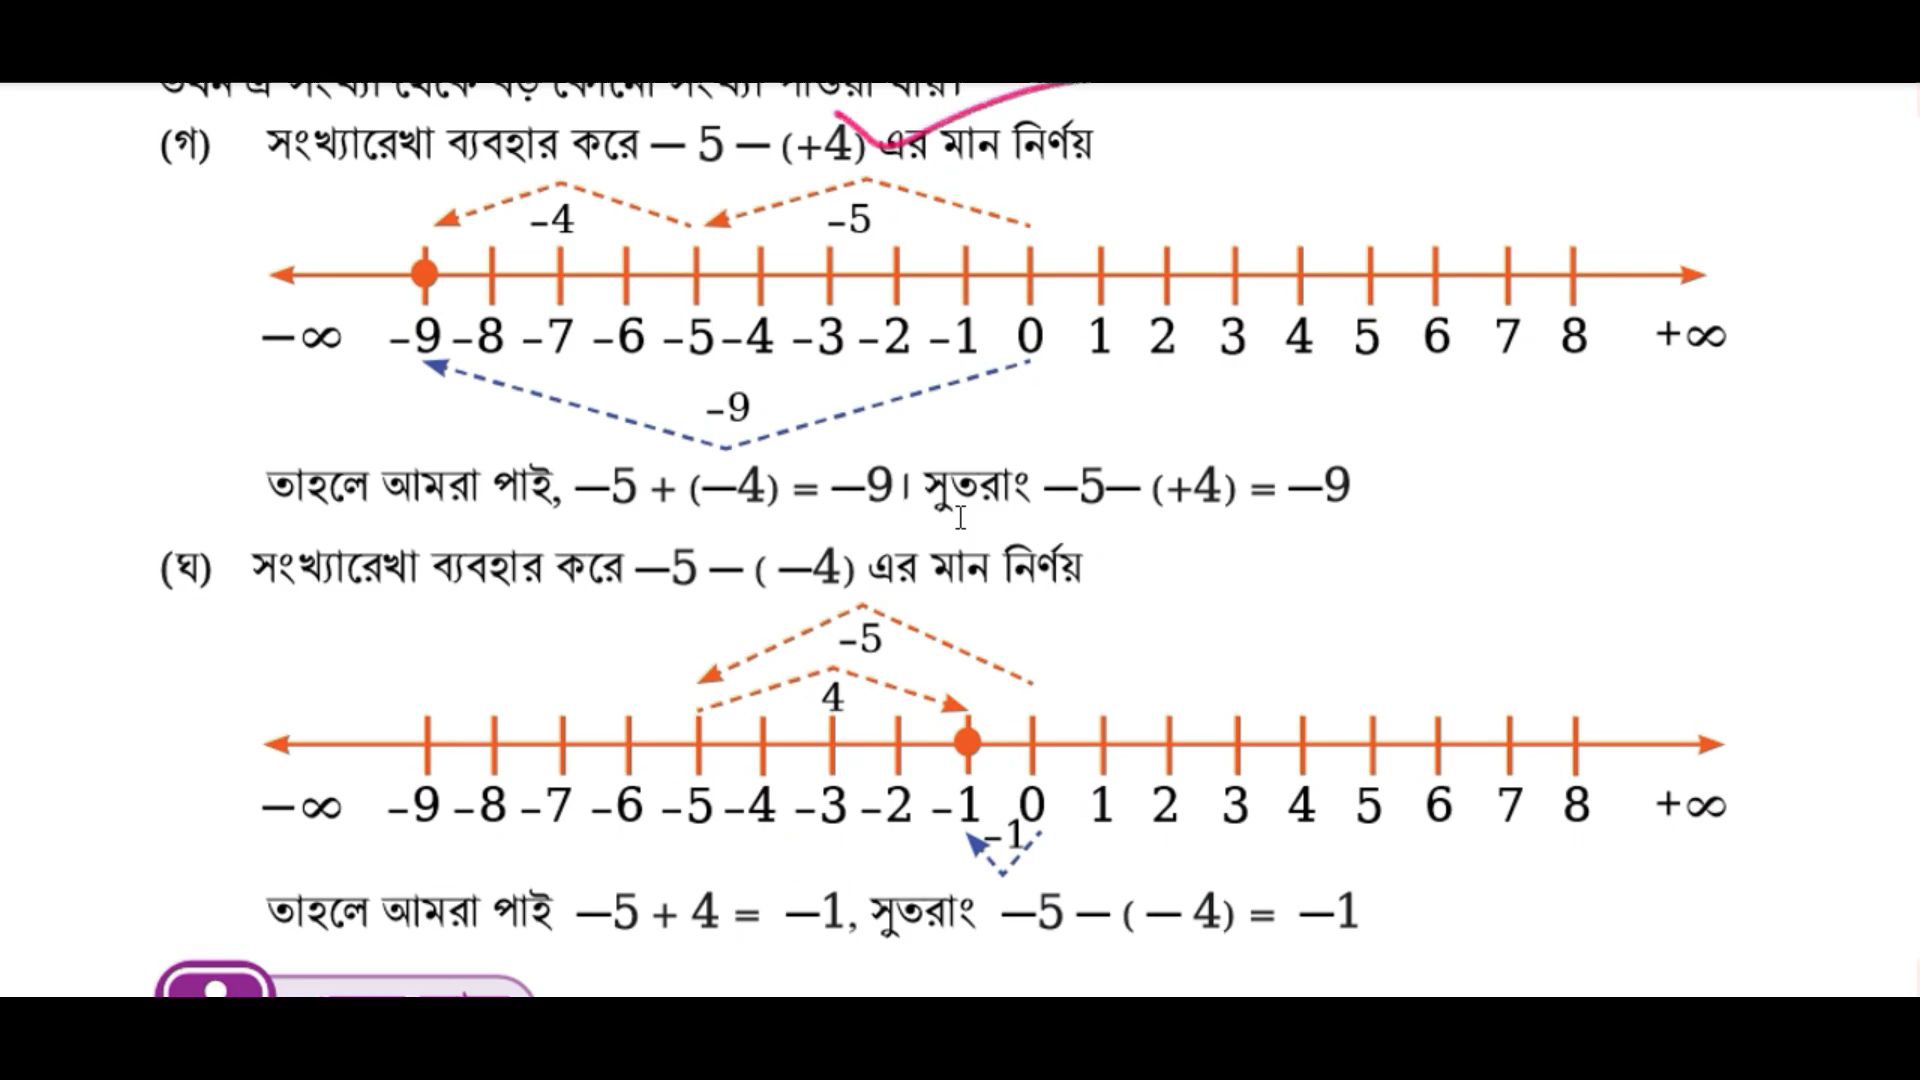 (গ) সংখ্যারেখা ব্যবহার করে – 5 – (+4) এর মান নির্ণয়
–4 –5
–∞ –9 –8 –7 –6 –5 –4 –3 –2 –1 0 1 2 3 4 5 6 7 8 +∞
–9
তাহলে আমরা পাই, –5 + (–4) = –9। সুতরাং –5– (+4) = –9
(ঘ) সংখ্যারেখা ব্যবহার করে –5 – ( –4) এর মান নির্ণয়
–5
4
–∞ –9 –8 –7 –6 –5 –4 –3 –2 –1 0 1 2 3 4 5 6 7 8 +∞
–1
তাহলে আমরা পাই –5 + 4 = –1, সুতরাং –5 – ( – 4) = –1